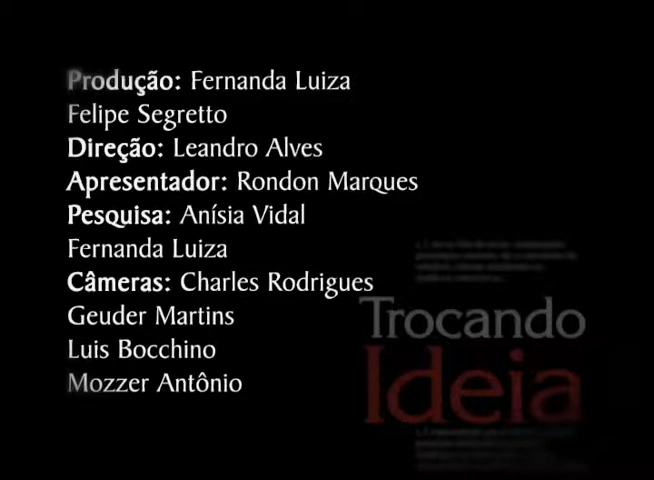 Produção: Fernanda Luiza
Felipe Segretto
Direção: Leandro Alves
Apresentador: Rondon Marques
Pesquisa: Anísia Vidal
Fernanda Luiza
Câmeras: Charles Rodrigues
Geuder Martins
Luis Bocchino
Mozzer Antônio
Trocando
Ideia